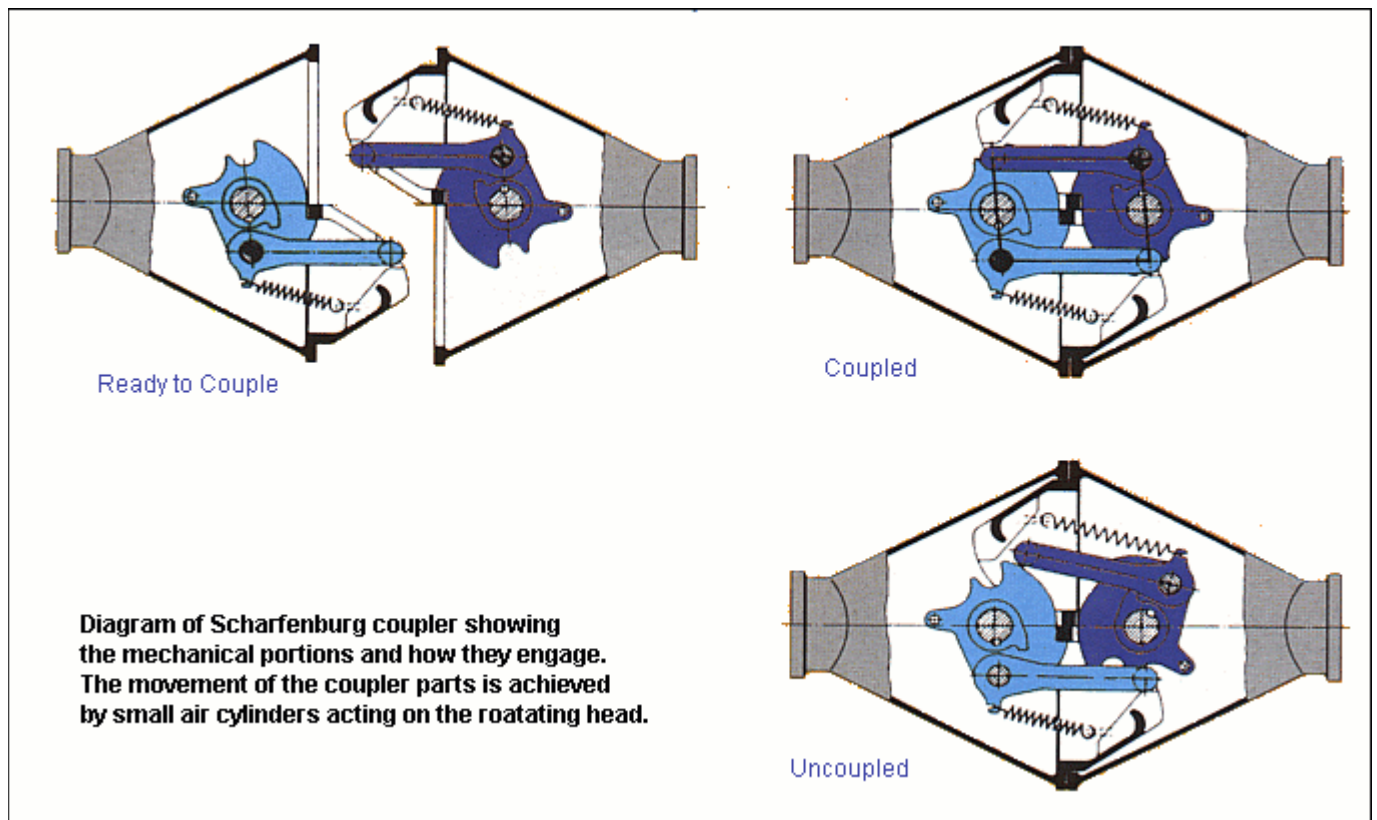 Ready to Couple
Coupled
Diagram of Scharfenburg coupler showing
the mechanical portions and how they engage.
The movement of the coupler parts is achieved
by small air cylinders acting on the roatating head.
Uncoupled